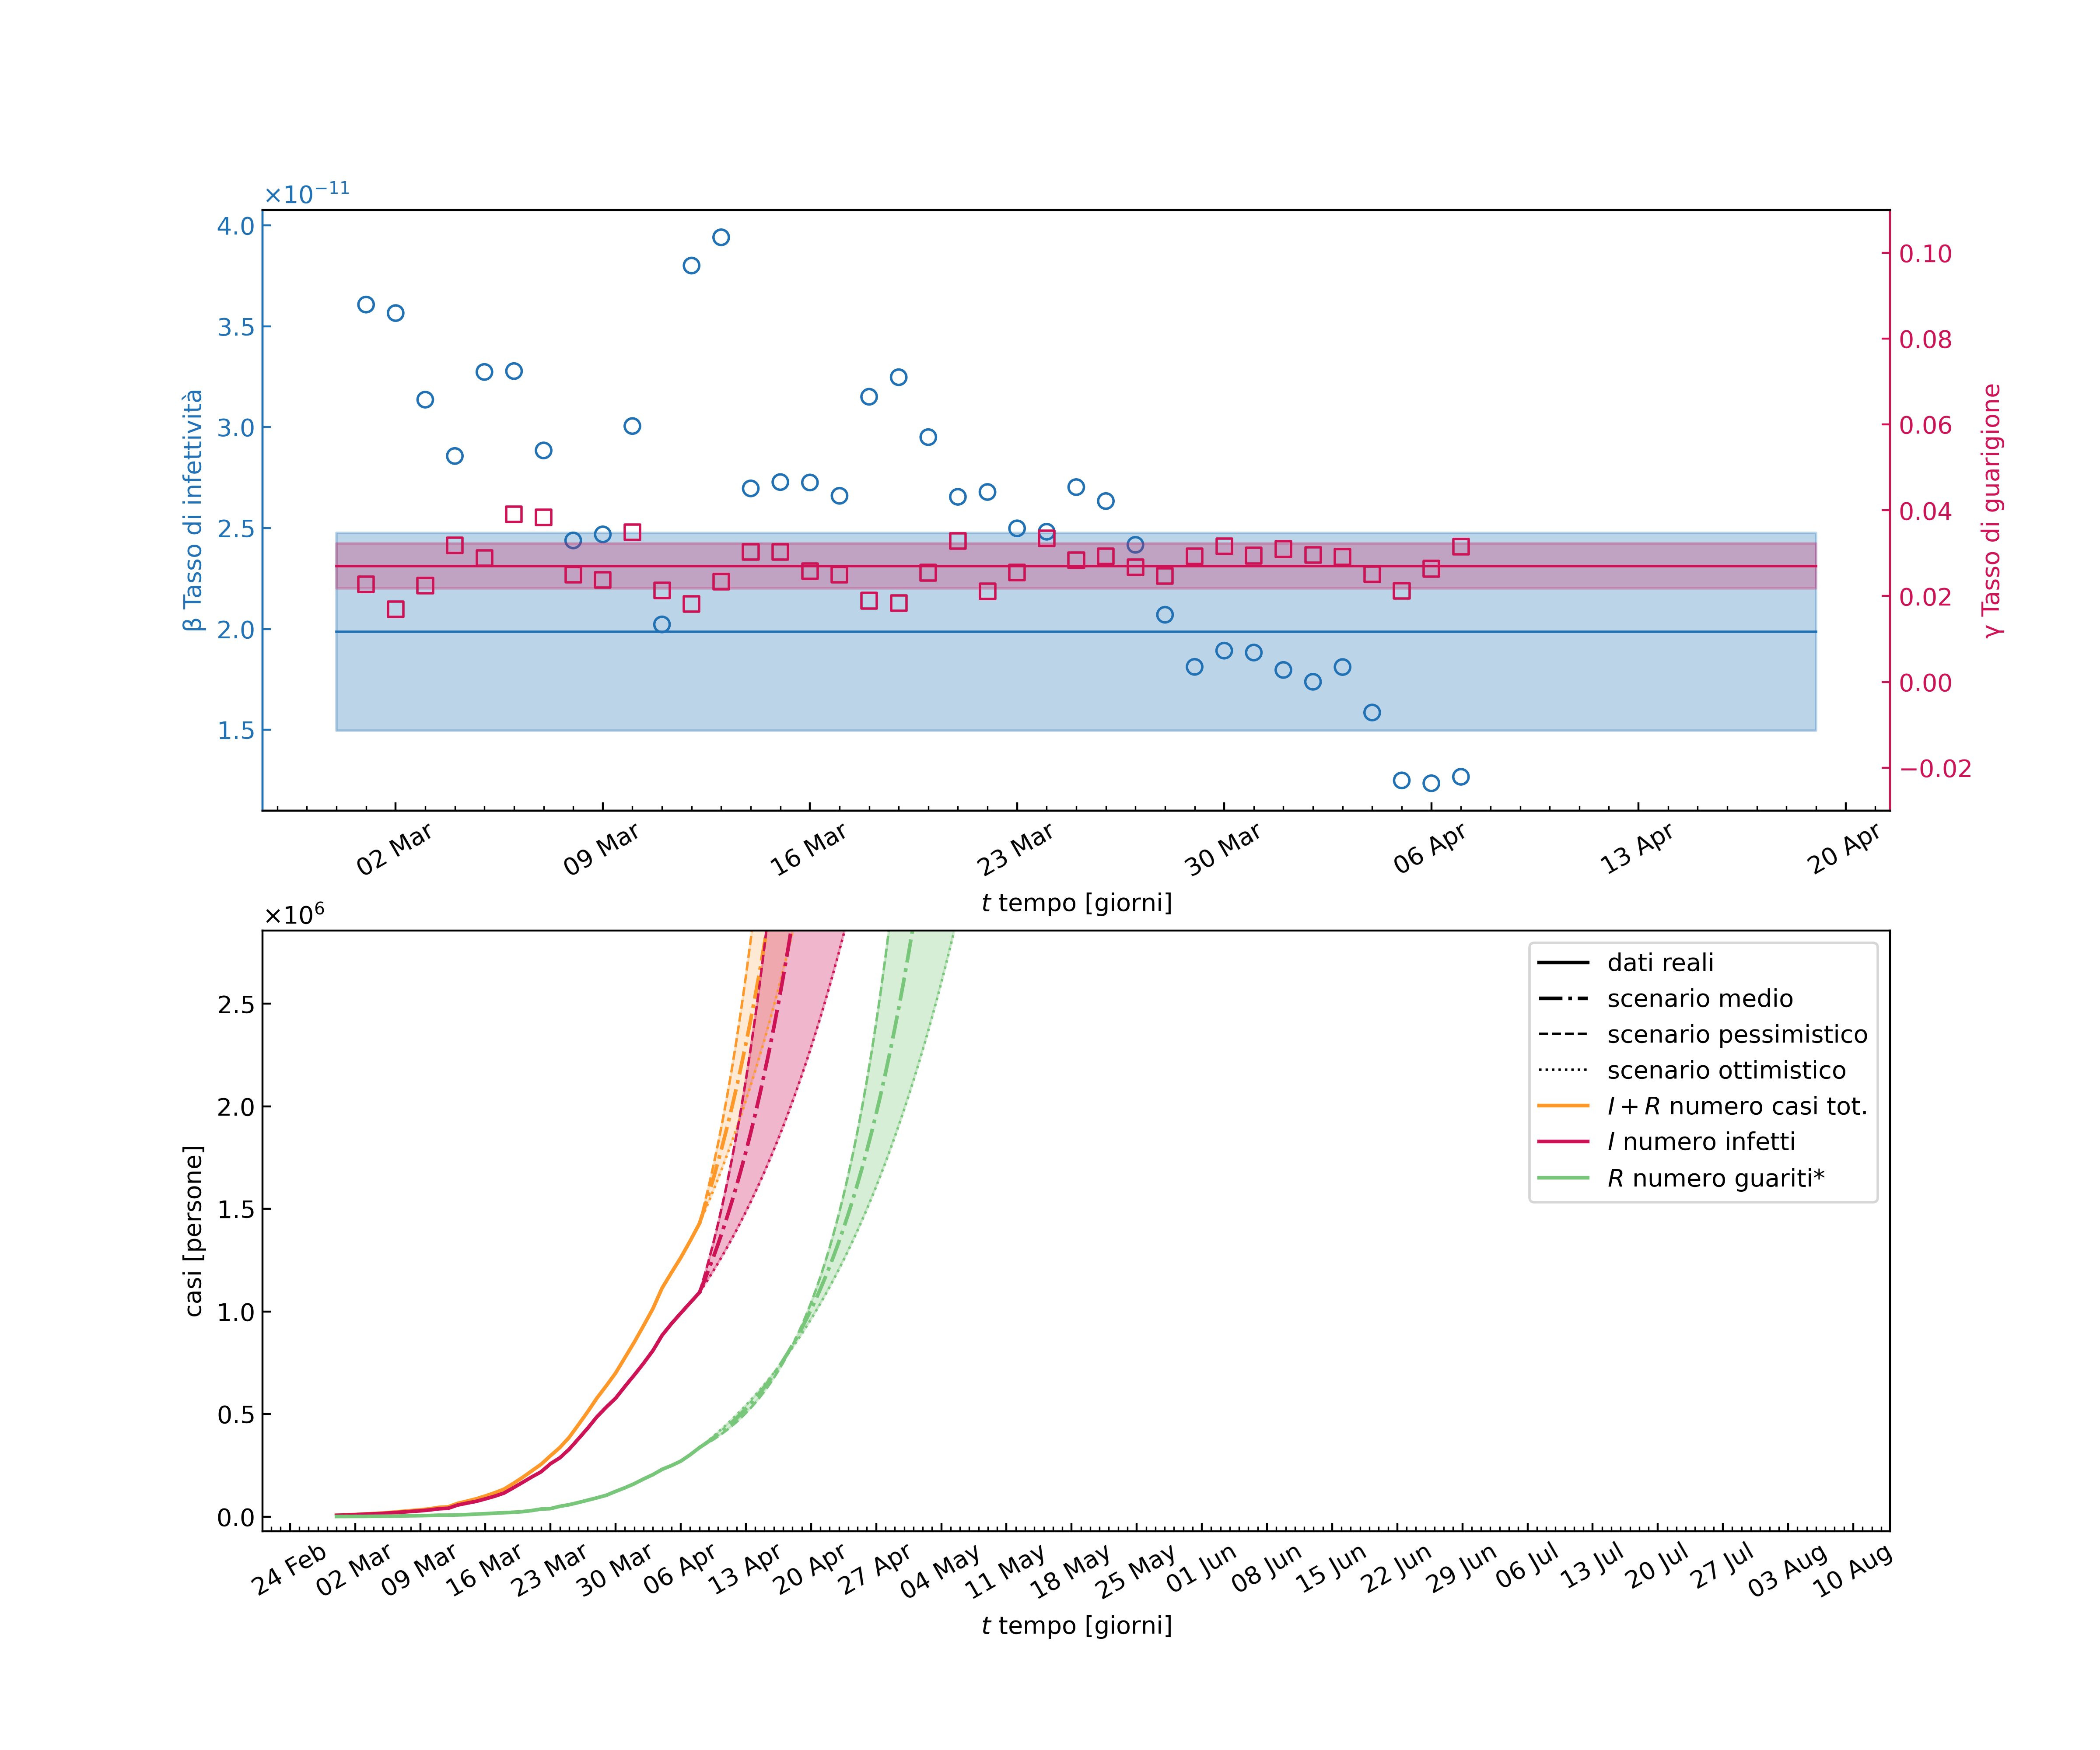 ×10⁻¹¹
4.0
3.5
3.0
2.5
2.0
1.5
β Tasso di infettività
0.10
0.08
0.06
0.04
0.02
0.00
−0.02
γ Tasso di guarigione
02 Mar
09 Mar
16 Mar
23 Mar
30 Mar
06 Apr
13 Apr
20 Apr
t tempo [giorni]
×10⁶
2.5
2.0
1.5
1.0
0.5
0.0
casi [persone]
dati reali
scenario medio
scenario pessimistico
scenario ottimistico
I + R numero casi tot.
I numero infetti
R numero guariti*
24 Feb
02 Mar
09 Mar
16 Mar
23 Mar
30 Mar
06 Apr
13 Apr
20 Apr
27 Apr
04 May
11 May
18 May
25 May
01 Jun
08 Jun
15 Jun
22 Jun
29 Jun
06 Jul
13 Jul
20 Jul
27 Jul
03 Aug
10 Aug
t tempo [giorni]